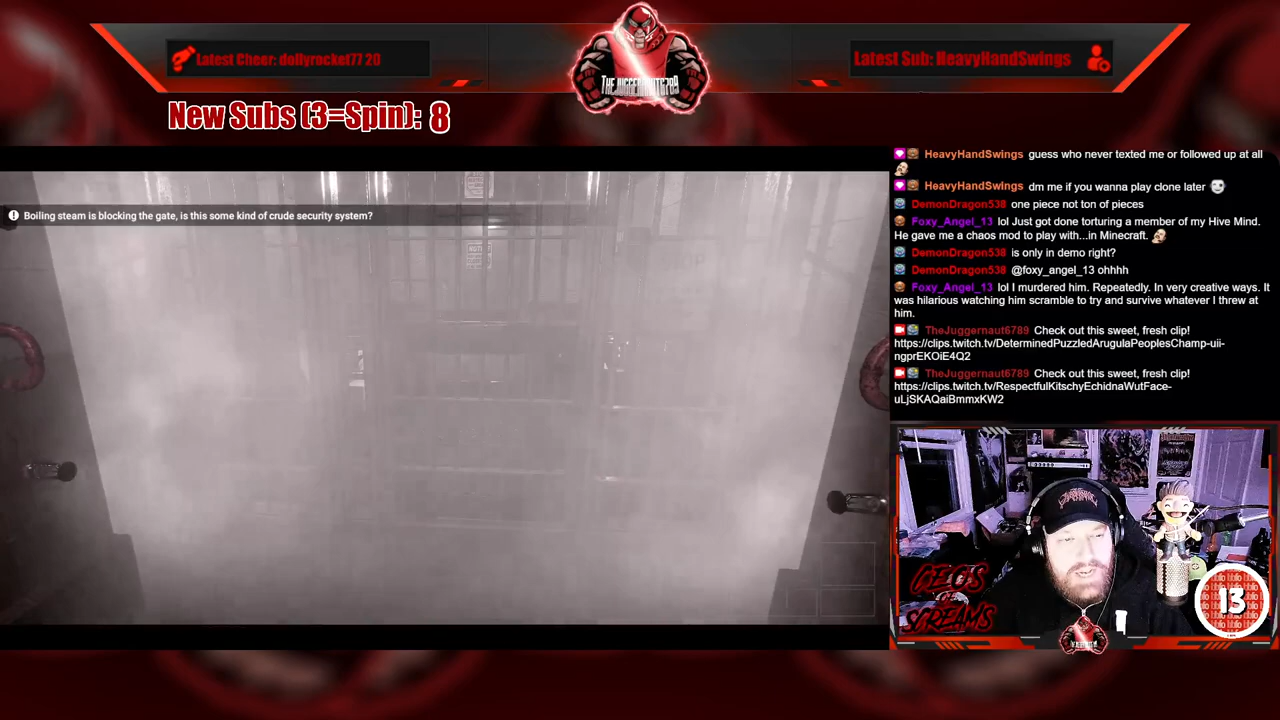 Latest Cheer: dollyrocket77 20
THEJUGGERNAUT6789
Latest Sub: HeavyHandSwings
New Subs (3=Spin): 8
Boiling steam is blocking the gate, is this some kind of crude security system?
HeavyHandSwings guess who never texted me or followed up at all
HeavyHandSwings dm me if you wanna play clone later
DemonDragon538 one piece not ton of pieces
Foxy_Angel_13 lol Just got done torturing a member of my Hive Mind.
He gave me a chaos mod to play with...in Minecraft.
DemonDragon538 is only in demo right?
DemonDragon538 @foxy_angel_13 ohhhh
Foxy_Angel_13 lol I murdered him. Repeatedly. In very creative ways. It
was hilarious watching him scramble to try and survive whatever I threw at
him.
TheJuggernaut6789 Check out this sweet, fresh clip!
https://clips.twitch.tv/DeterminedPuzzledArugulaPeoplesChamp-uii-
ngprEKOiE4Q2
TheJuggernaut6789 Check out this sweet, fresh clip!
https://clips.twitch.tv/RespectfulKitschyEchidnaWutFace-
uLjSKAQaiBmmxKW2
SCREAMS
13